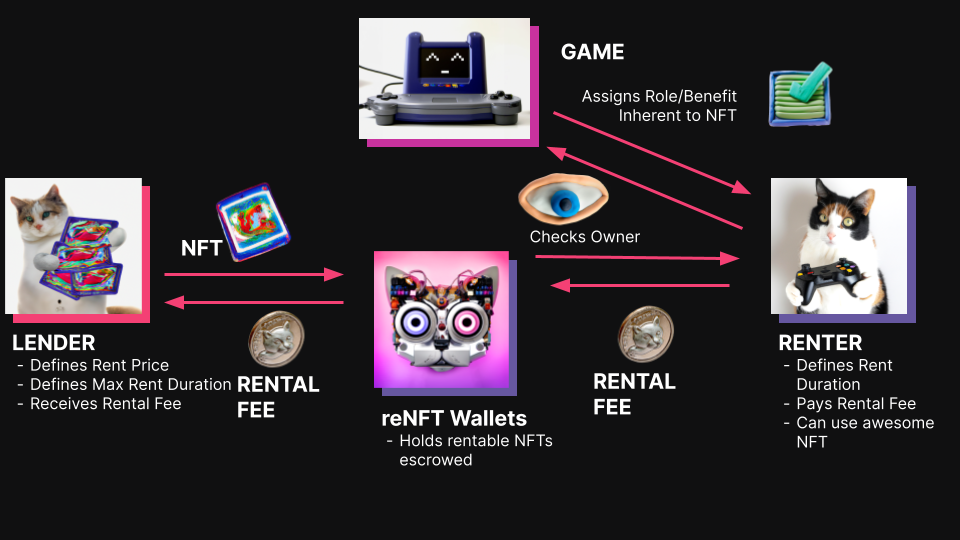 GAME
Assigns Role/Benefit
Inherent to NFT
NFT
Checks Owner
LENDER
- Defines Rent Price
- Defines Max Rent Duration
- Receives Rental Fee
RENTAL
FEE
reNFT Wallets
- Holds rentable NFTs
escrowed
RENTAL
FEE
RENTER
- Defines Rent
Duration
- Pays Rental Fee
- Can use awesome
NFT